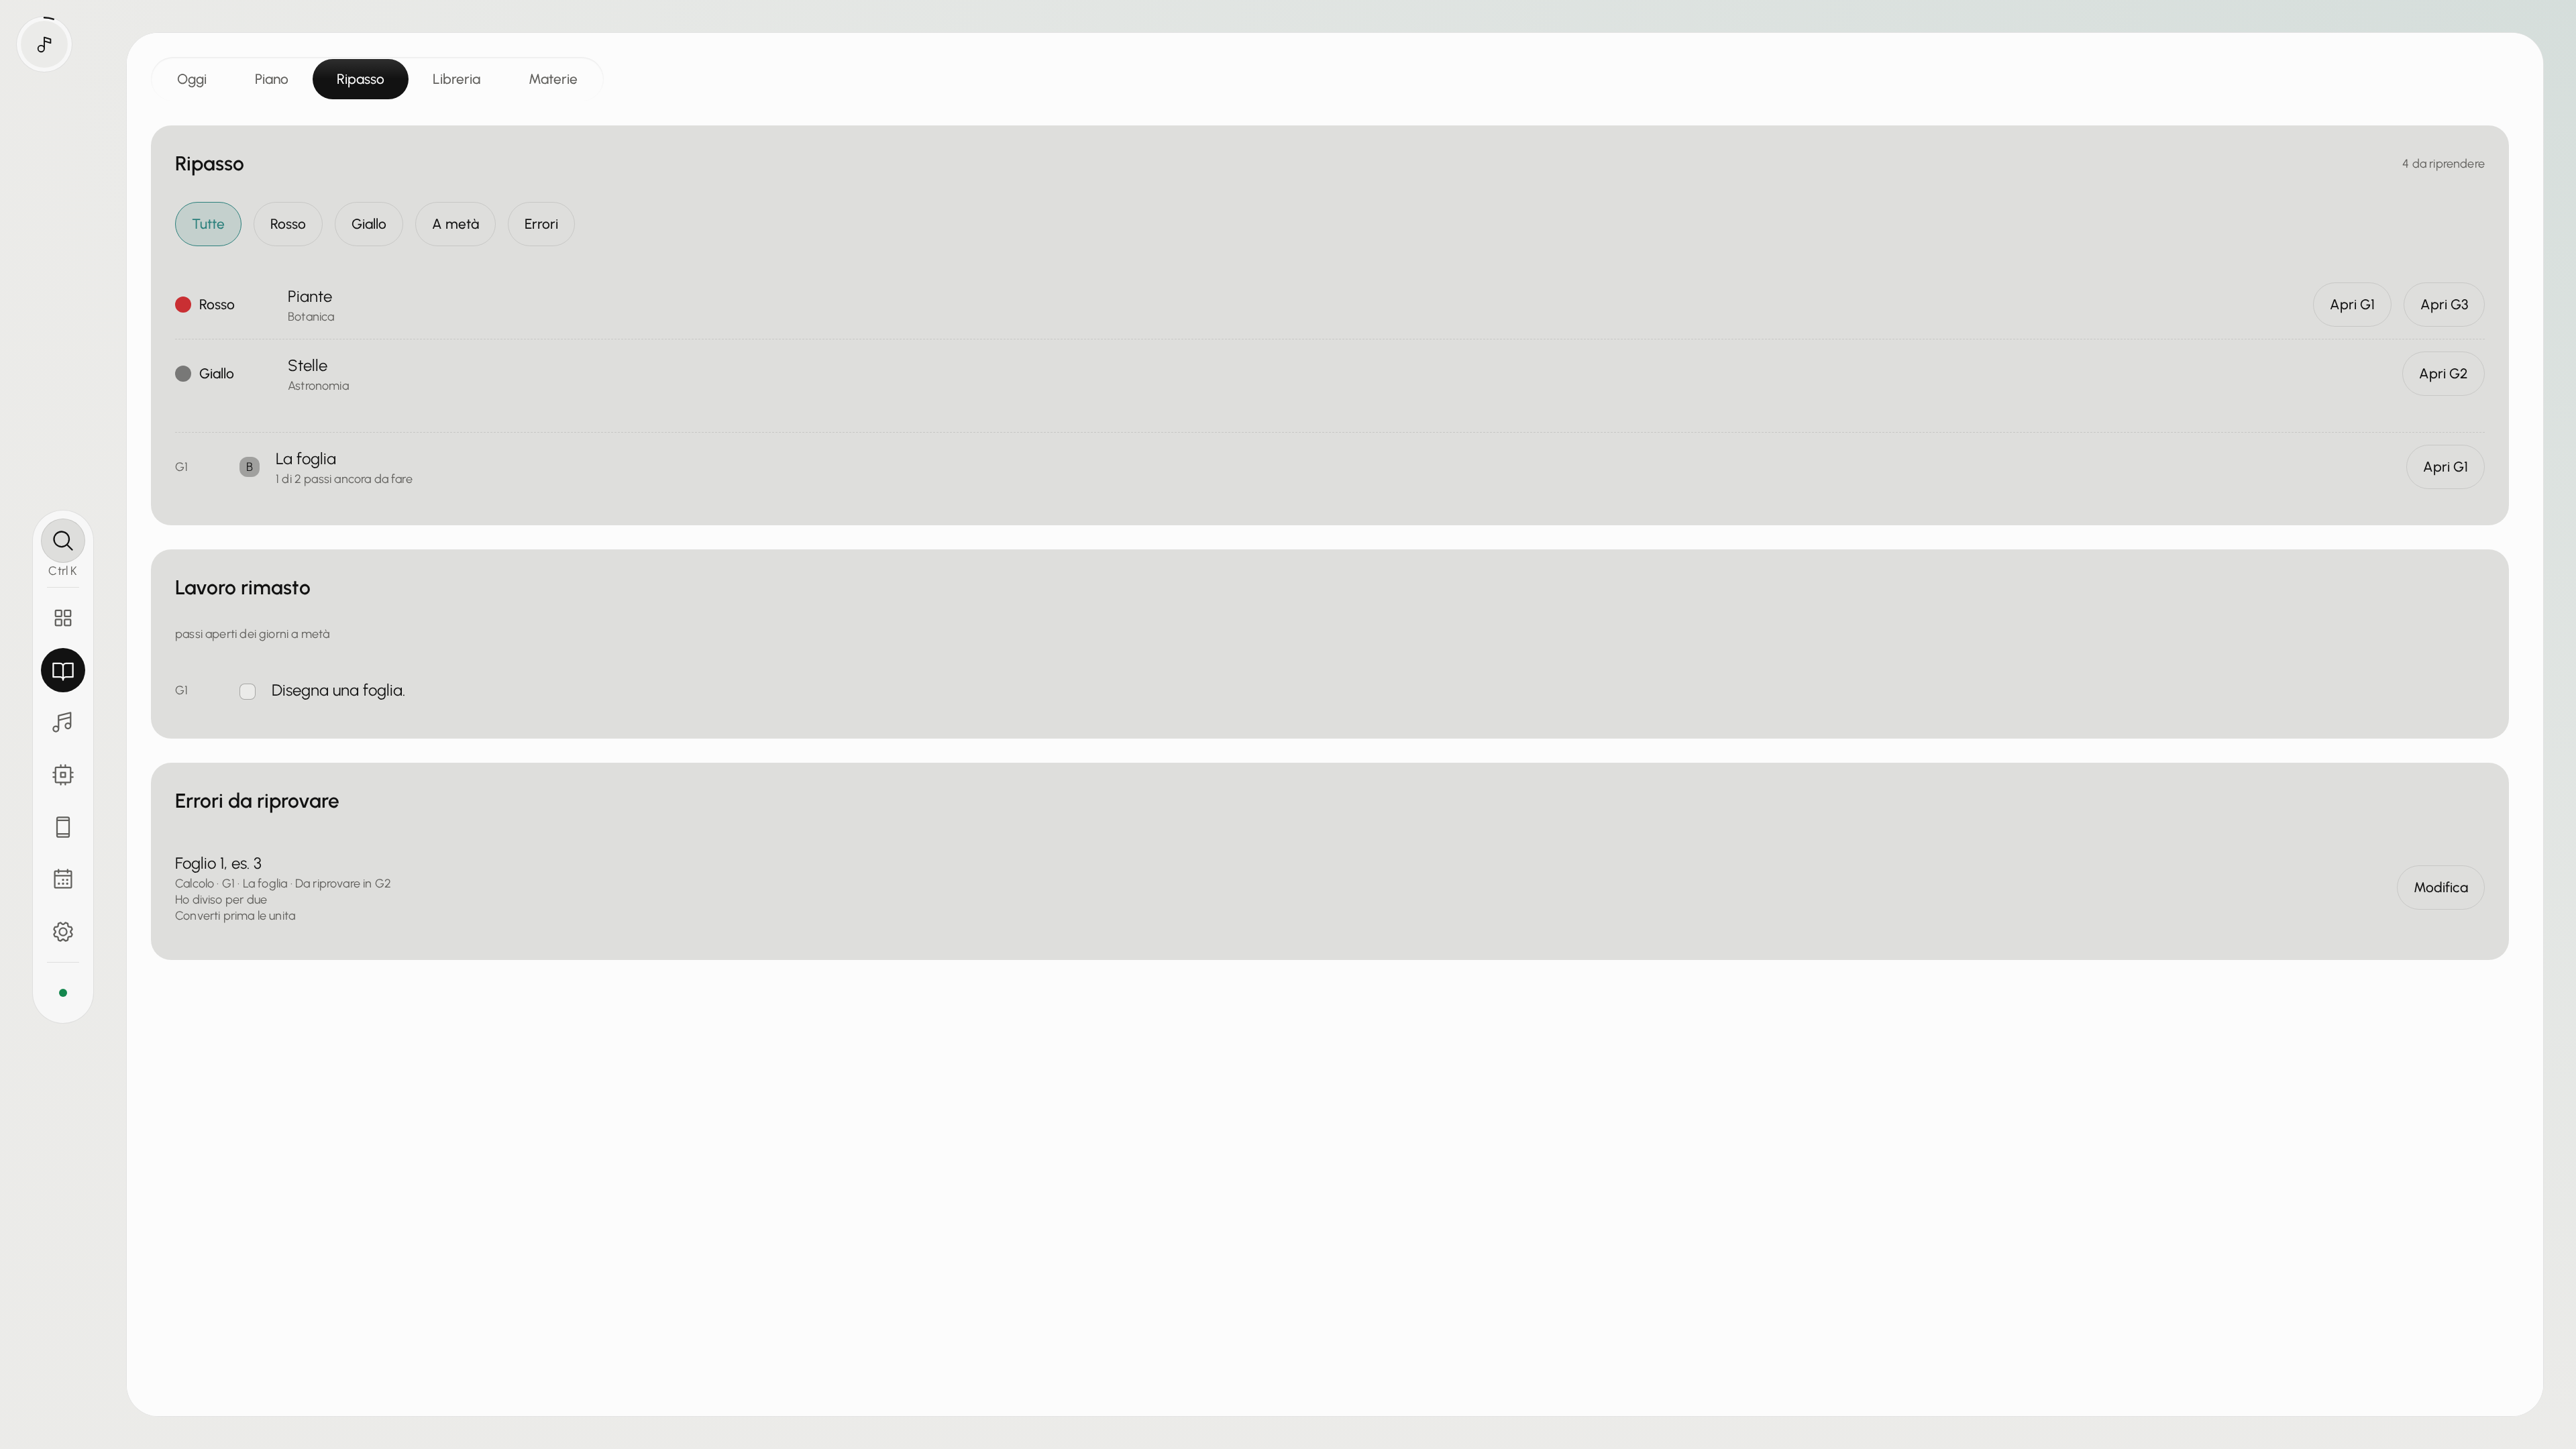 Oggi
Piano
Ripasso
Libreria
Materie
Ripasso
4 da riprendere
Tutte
Rosso
Giallo
A metà
Errori
Rosso
Piante
Botanica
Apri G1
Apri G3
Giallo
Stelle
Astronomia
Apri G2
G1
B
La foglia
1 di 2 passi ancora da fare
Apri G1
Ctrl K
Lavoro rimasto
passi aperti dei giorni a metà
G1
Disegna una foglia.
Errori da riprovare
Foglio 1, es. 3
Calcolo · G1 · La foglia · Da riprovare in G2
Ho diviso per due
Converti prima le unita
Modifica